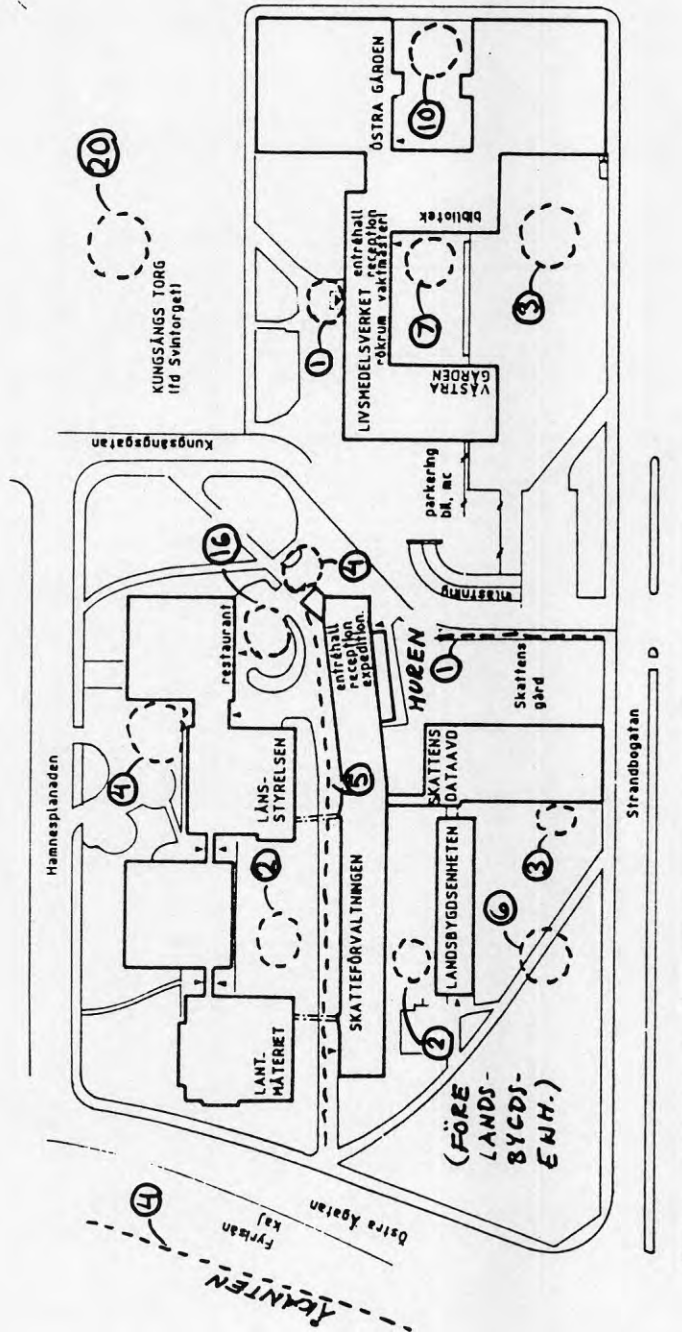 Hamnesplanaden
4
LANT-
MÄTERIET
12
LÄNS-
STYRELSEN
restaurant
16
4
Kungsängsgatan
KUNGSÄNGS TORG
(fd Svintorget)
20
ÅKANTEN
4
Fyrisån
kaj
Östra Ågatan
SKATTEFÖRVALTNINGEN
5
entréhall
reception
expedition.
HUREN
2
LANDSBYGDSENHETEN
SKATTENS
DATAAVD
1
Skattens
gård
3
6
(FÖRE
LANDS-
BYGDS-
ENH.)
inlastning
parkering
bil, mc
1
LIVSMEDELSVERKET entréhall
rökrum vaktmästeri reception
VÄSTRA
GÅRDEN
7
bibliotek
3
ÖSTRA GÅRDEN
10
Strandbogatan